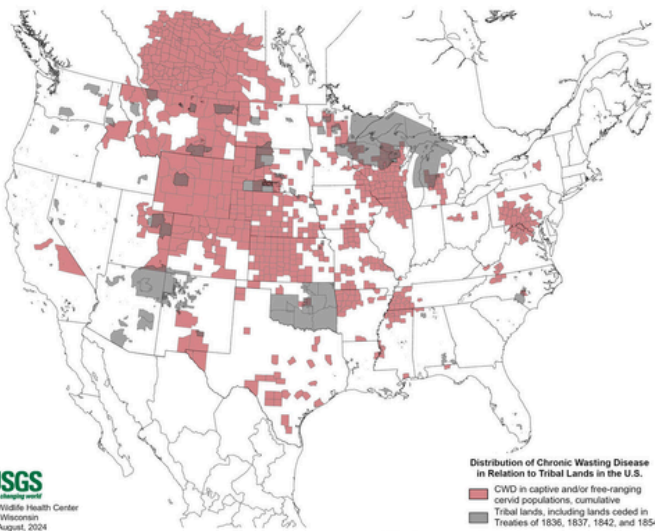 Distribution of Chronic Wasting Disease
in Relation to Tribal Lands in the U.S.
CWD in captive and/or free-ranging
cervid populations, cumulative
Tribal lands, including lands ceded in
Treaties of 1836, 1837, 1842, and
USGS
changing world
Wildlife Health Center
Wisconsin
August, 2024